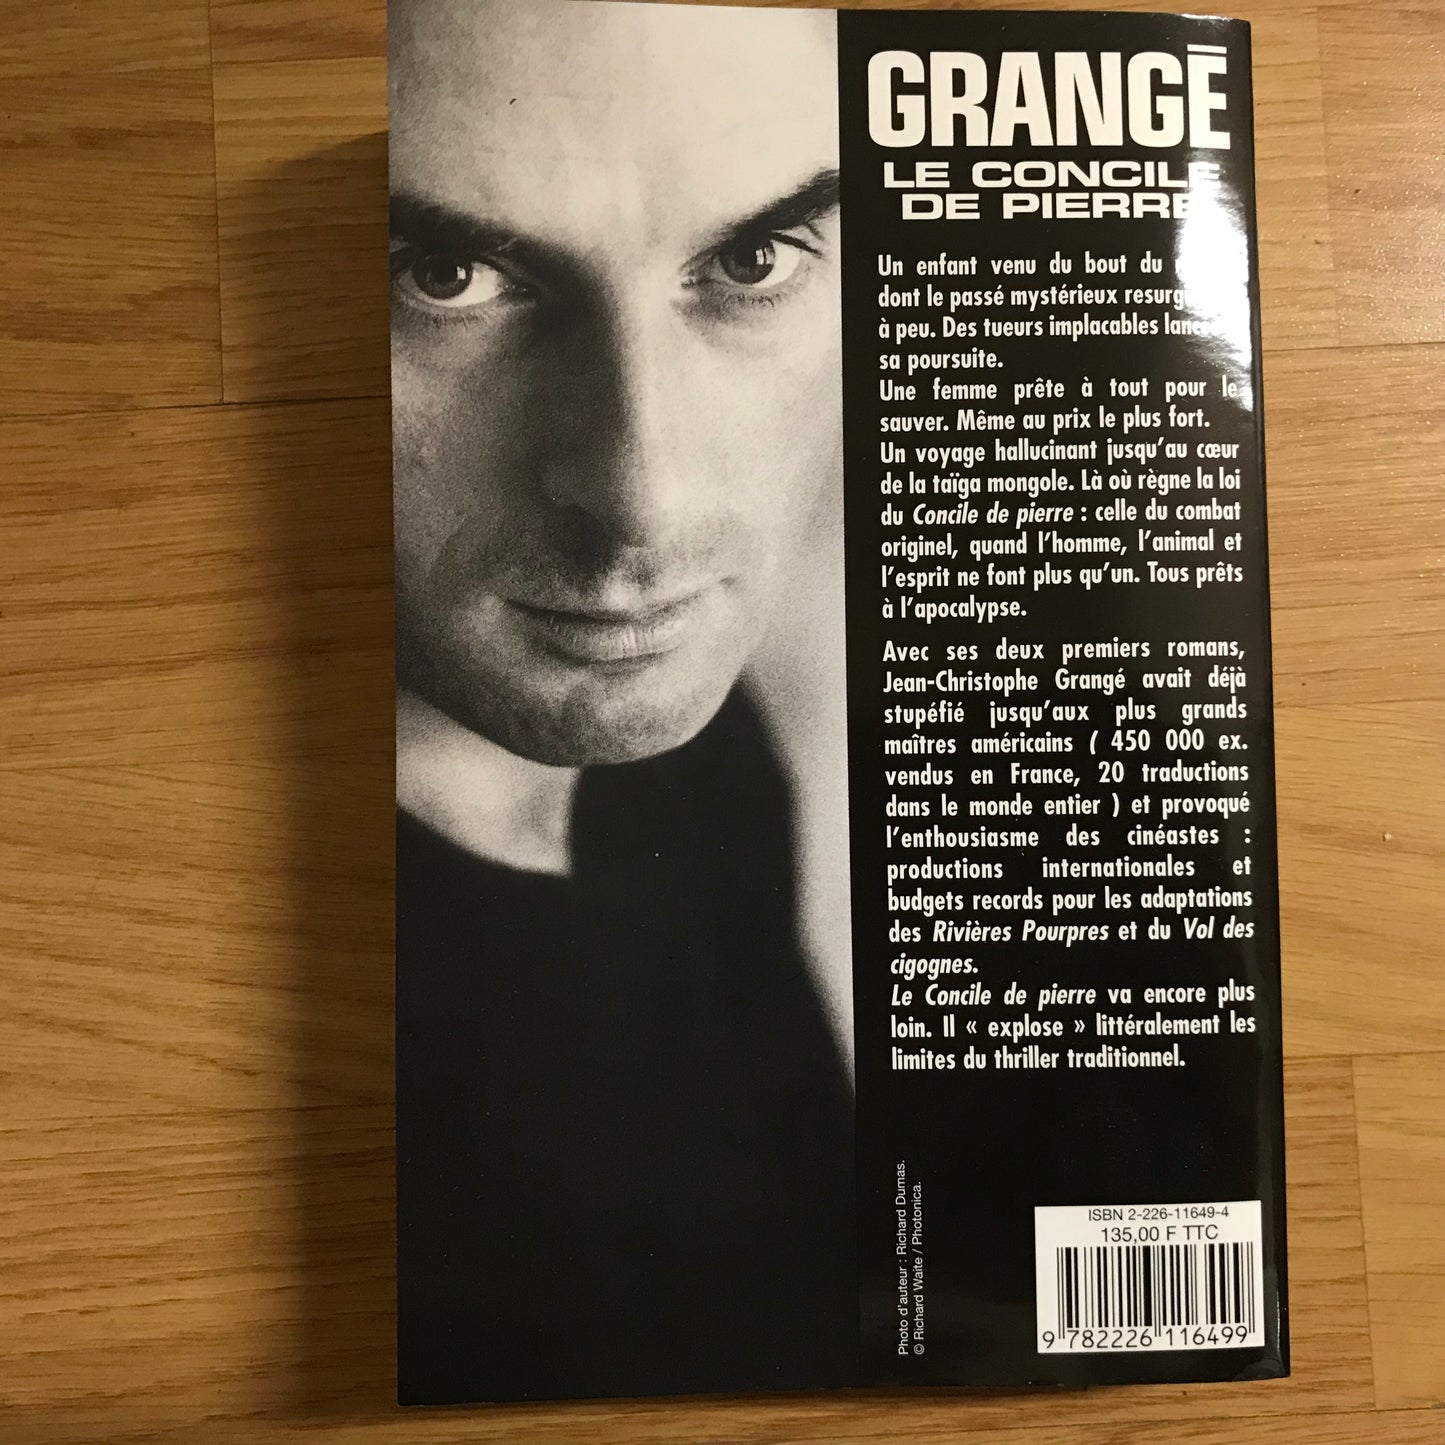 GRANGÉ
LE CONCILE
DE PIERRE
Un enfant venu du bout du
dont le passé mystérieux
à peu. Des tueurs implacables
sa poursuite.
Une femme prête à tout pour le
sauver. Même au prix le plus fort.
Un voyage hallucinant jusqu'au cœur
de la taïga mongole. Là où règne la loi
du Concile de pierre : celle du combat
originel, quand l'homme, l'animal et
l'esprit ne font plus qu'un. Tous prêts
à l'apocalypse.
Avec ses deux premiers romans,
Jean-Christophe Grangé avait déjà
stupéfié jusqu'aux plus grands
maîtres américains ( 450 000 ex.
vendus en France, 20 traductions
dans le monde entier ) et provoqué
l'enthousiasme des cinéastes :
productions internationales et
budgets records pour les adaptations
des Rivières Pourpres et du Vol des
cigognes.
Le Concile de pierre va encore plus
loin. Il « explose » littéralement les
limites du thriller traditionnel.
Photo d'auteur : Richard Dumas.
© Richard Waite / Photonica.
ISBN 2-226-11649-4
135,00 F TTC
9 782226 116499